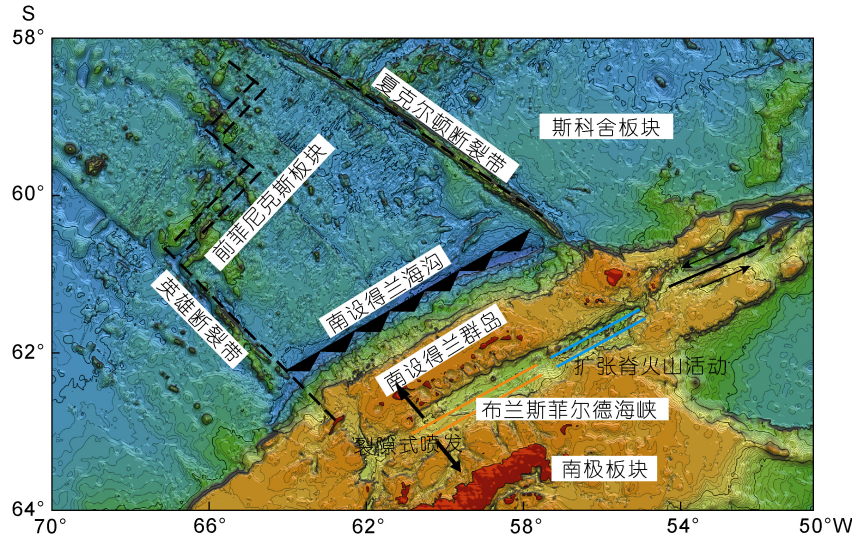 S
58°
夏克尔顿断裂带
斯科舍板块
60°
前菲尼克斯板块
英雄断裂带
南设得兰海沟
62°
南设得兰群岛
扩张脊火山活动
布兰斯菲尔德海峡
裂隙式喷发
南极板块
64°
70°
66°
62°
58°
54°
50°W